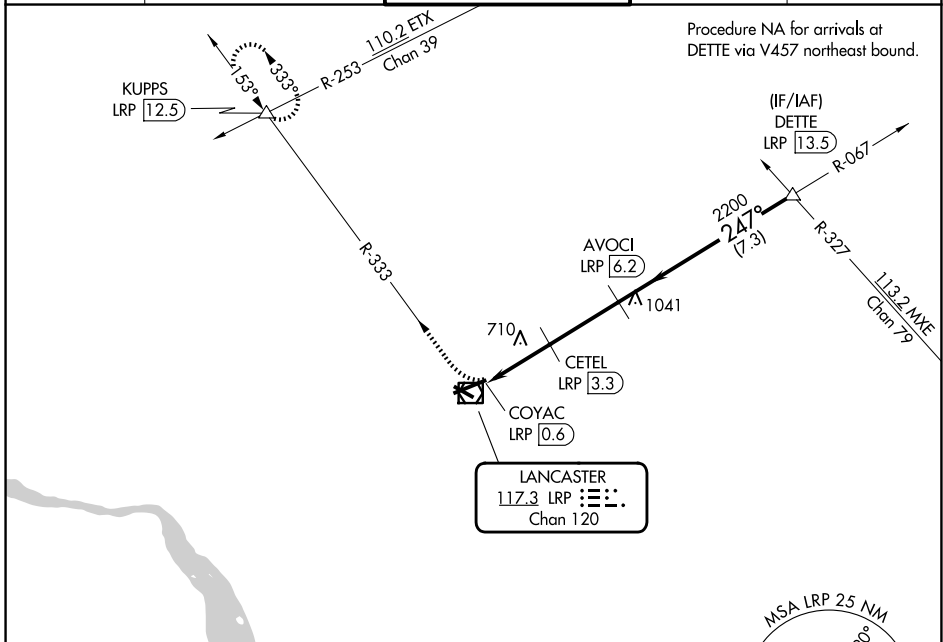 Procedure NA for arrivals at
DETTE via V457 northeast bound.
110.2 ETX
Chan 39
R-253
153°
333°
KUPPS
LRP 12.5
(IF/IAF)
DETTE
LRP 13.5
R-067
2200
247°
(7.3)
R-327
113.2 MXE
Chan 79
AVOCI
LRP 6.2
1041
R-333
710
CETEL
LRP 3.3
COYAC
LRP 0.6
LANCASTER
117.3 LRP
Chan 120
MSA LRP 25 NM